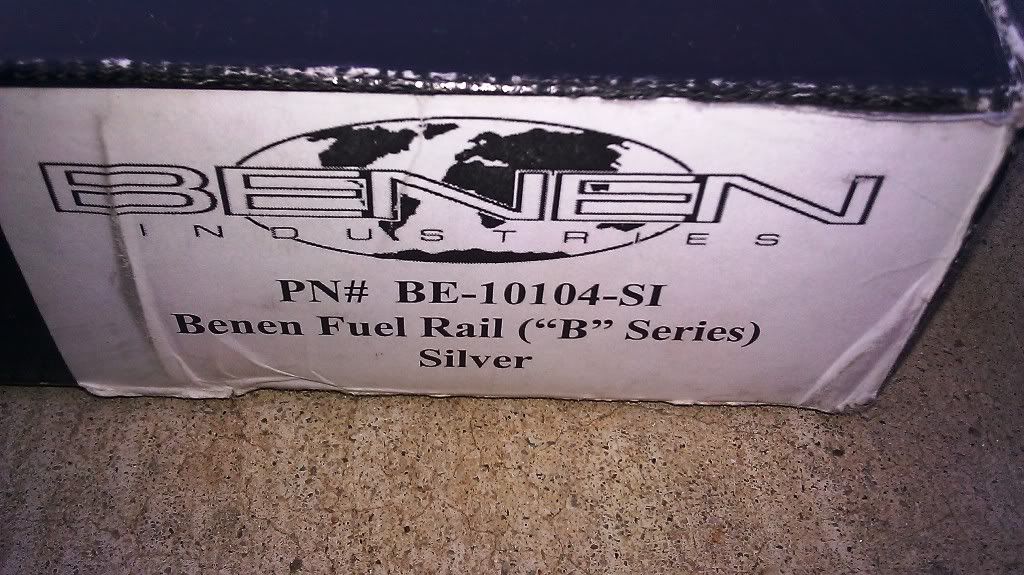 BENEN
INDUSTRIES
PN# BE-10104-SI
Benen Fuel Rail (“B” Series)
Silver